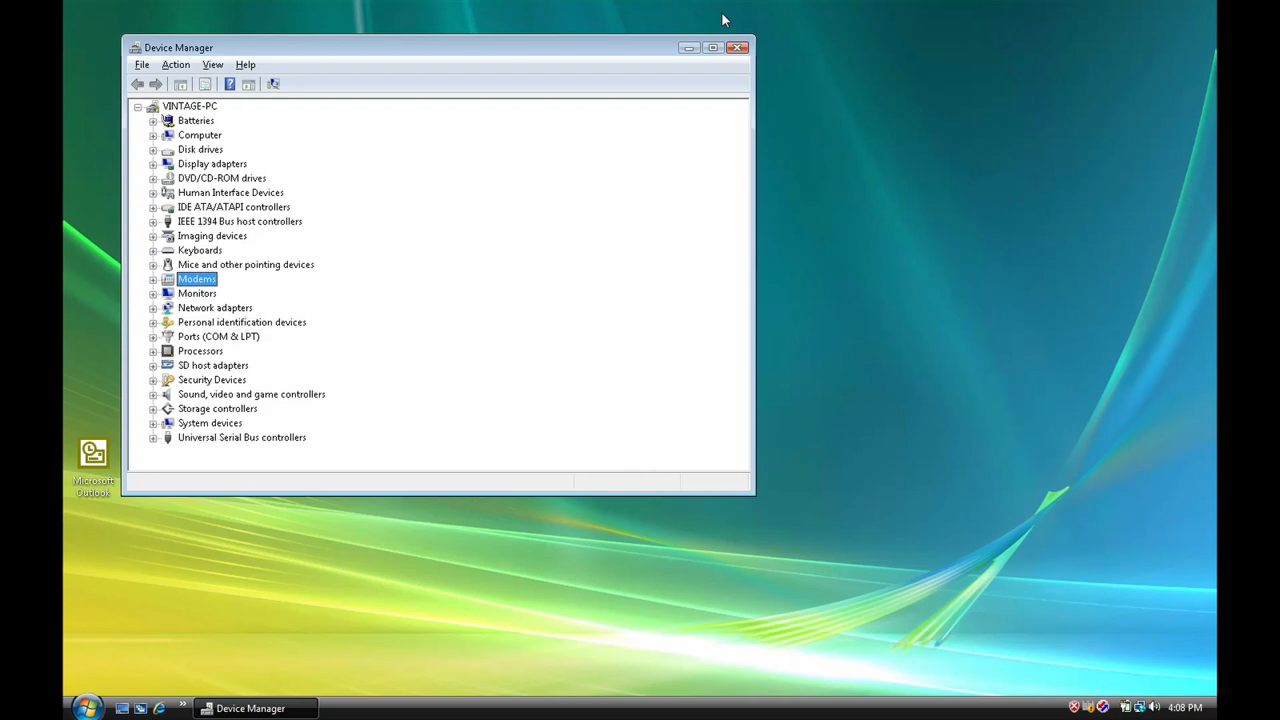 Device Manager
File Action View Help
VINTAGE-PC
Batteries
Computer
Disk drives
Display adapters
DVD/CD-ROM drives
Human Interface Devices
IDE ATA/ATAPI controllers
IEEE 1394 Bus host controllers
Imaging devices
Keyboards
Mice and other pointing devices
Modems
Monitors
Network adapters
Personal identification devices
Ports (COM & LPT)
Processors
SD host adapters
Security Devices
Sound, video and game controllers
Storage controllers
System devices
Universal Serial Bus controllers
Microsoft
Outlook
Device Manager
4:08 PM